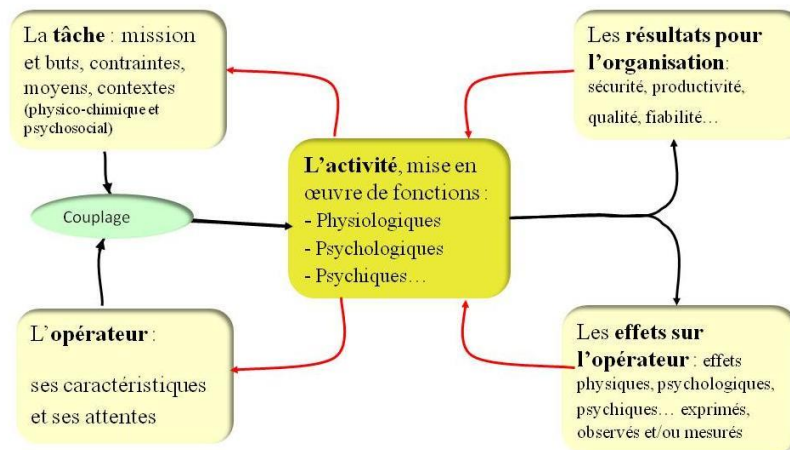 La tâche : mission
et buts, contraintes,
moyens, contextes
(physico-chimique et
psychosocial)
Couplage
L'opérateur :
ses caractéristiques
et ses attentes
L'activité, mise en
œuvre de fonctions :
- Physiologiques
- Psychologiques
- Psychiques…
Les résultats pour
l'organisation:
sécurité, productivité,
qualité, fiabilité…
Les effets sur
l'opérateur : effets
physiques, psychologiques,
psychiques… exprimés,
observés et/ou mesurés